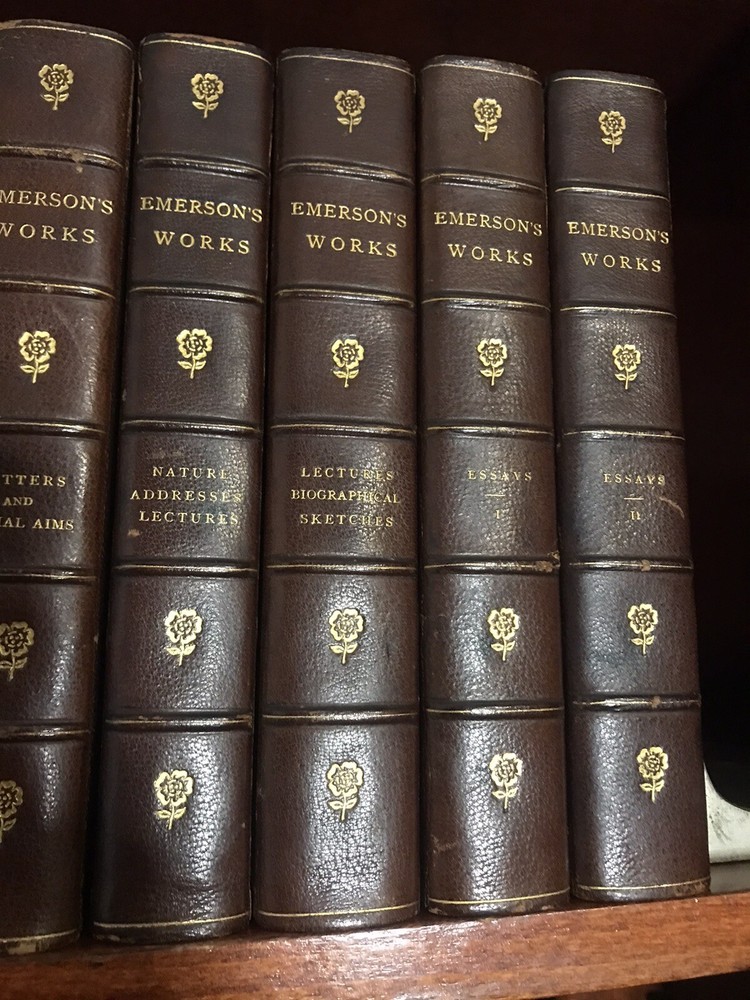 MERSON'S
WORKS
TTERS
AND
IAL AIMS
EMERSON'S
WORKS
NATURE
ADDRESSES
LECTURES
EMERSON'S
WORKS
LECTURES
BIOGRAPHICAL
SKETCHES
EMERSON'S
WORKS
ESSAYS
I
EMERSON'S
WORKS
ESSAYS
II